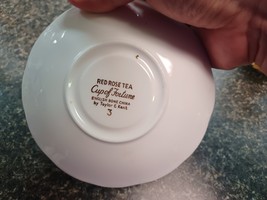 RED ROSE TEA
Cup of Fortune
ENGLISH BONE CHINA
by Taylor & Kent
3